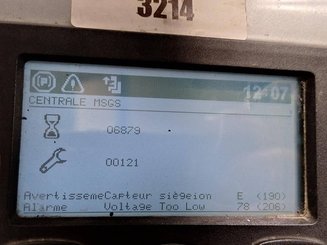 3214
(P)
12:07
CENTRALE MSGS
06879
00121
AvertissemeCapteur siègeion E (190)
Alarme Voltage Too Low 78 (206)